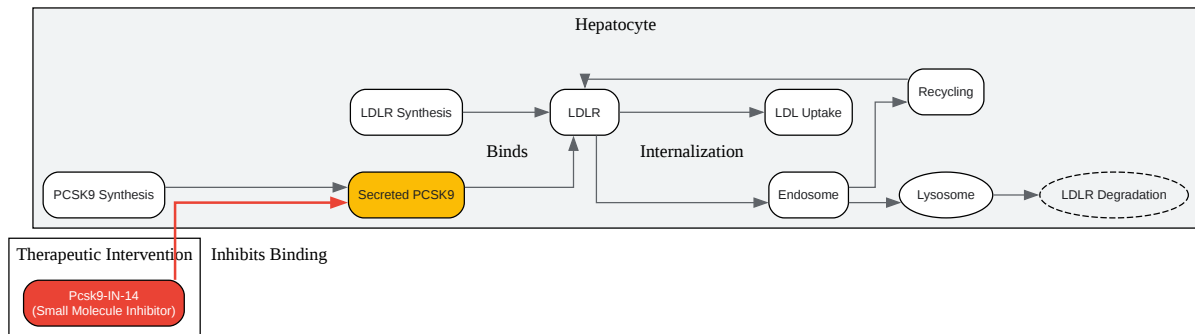 Hepatocyte
Recycling
LDLR Synthesis
LDLR
LDL Uptake
Binds
Internalization
PCSK9 Synthesis
Secreted PCSK9
Endosome
Lysosome
LDLR Degradation
Therapeutic Intervention
Inhibits Binding
Pcsk9-IN-14
(Small Molecule Inhibitor)